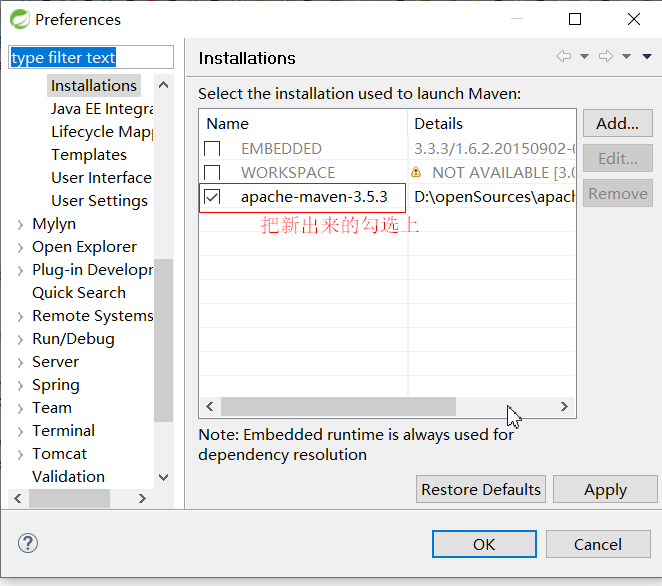 Preferences
type filter text
Installations
Java EE Integra
Lifecycle Map
Templates
User Interface
User Settings
Mylyn
Open Explorer
Plug-in Develop
Quick Search
Remote Systems
Run/Debug
Server
Spring
Team
Terminal
Tomcat
Validation
Installations
Select the installation used to launch Maven:
Name Details
EMBEDDED 3.3.3/1.6.2.20150902-0
WORKSPACE NOT AVAILABLE [3.0
apache-maven-3.5.3 D:\openSources\apach
把新出来的勾选上
Add...
Edit...
Remove
Note: Embedded runtime is always used for
dependency resolution
Restore Defaults Apply
OK Cancel